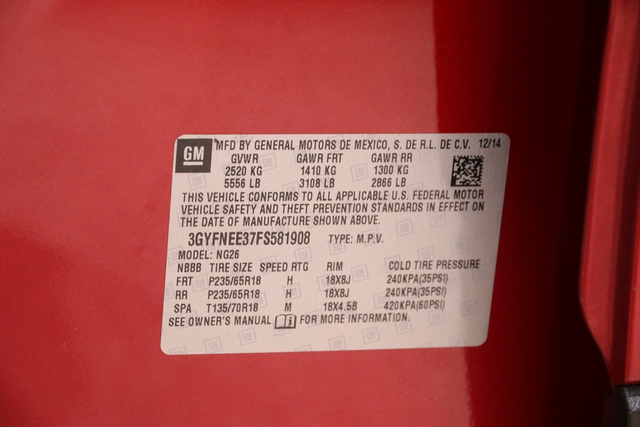 GM
MFD BY GENERAL MOTORS DE MEXICO, S. DE R.L. DE C.V. 12/14
GVWR GAWR FRT GAWR RR
2520 KG 1410 KG 1300 KG
5556 LB 3108 LB 2866 LB
THIS VEHICLE CONFORMS TO ALL APPLICABLE U.S. FEDERAL MOTOR
VEHICLE SAFETY AND THEFT PREVENTION STANDARDS IN EFFECT ON
THE DATE OF MANUFACTURE SHOWN ABOVE.
3GYFNEE37FS581908 TYPE: M.P.V.
MODEL: NG26
NBBB TIRE SIZE SPEED RTG RIM COLD TIRE PRESSURE
FRT P235/65R18 H 18X8J 240KPA(35PSI)
RR P235/65R18 H 18X8J 240KPA(35PSI)
SPA T135/70R18 M 18X4.5B 420KPA(60PSI)
SEE OWNER'S MANUAL FOR MORE INFORMATION.